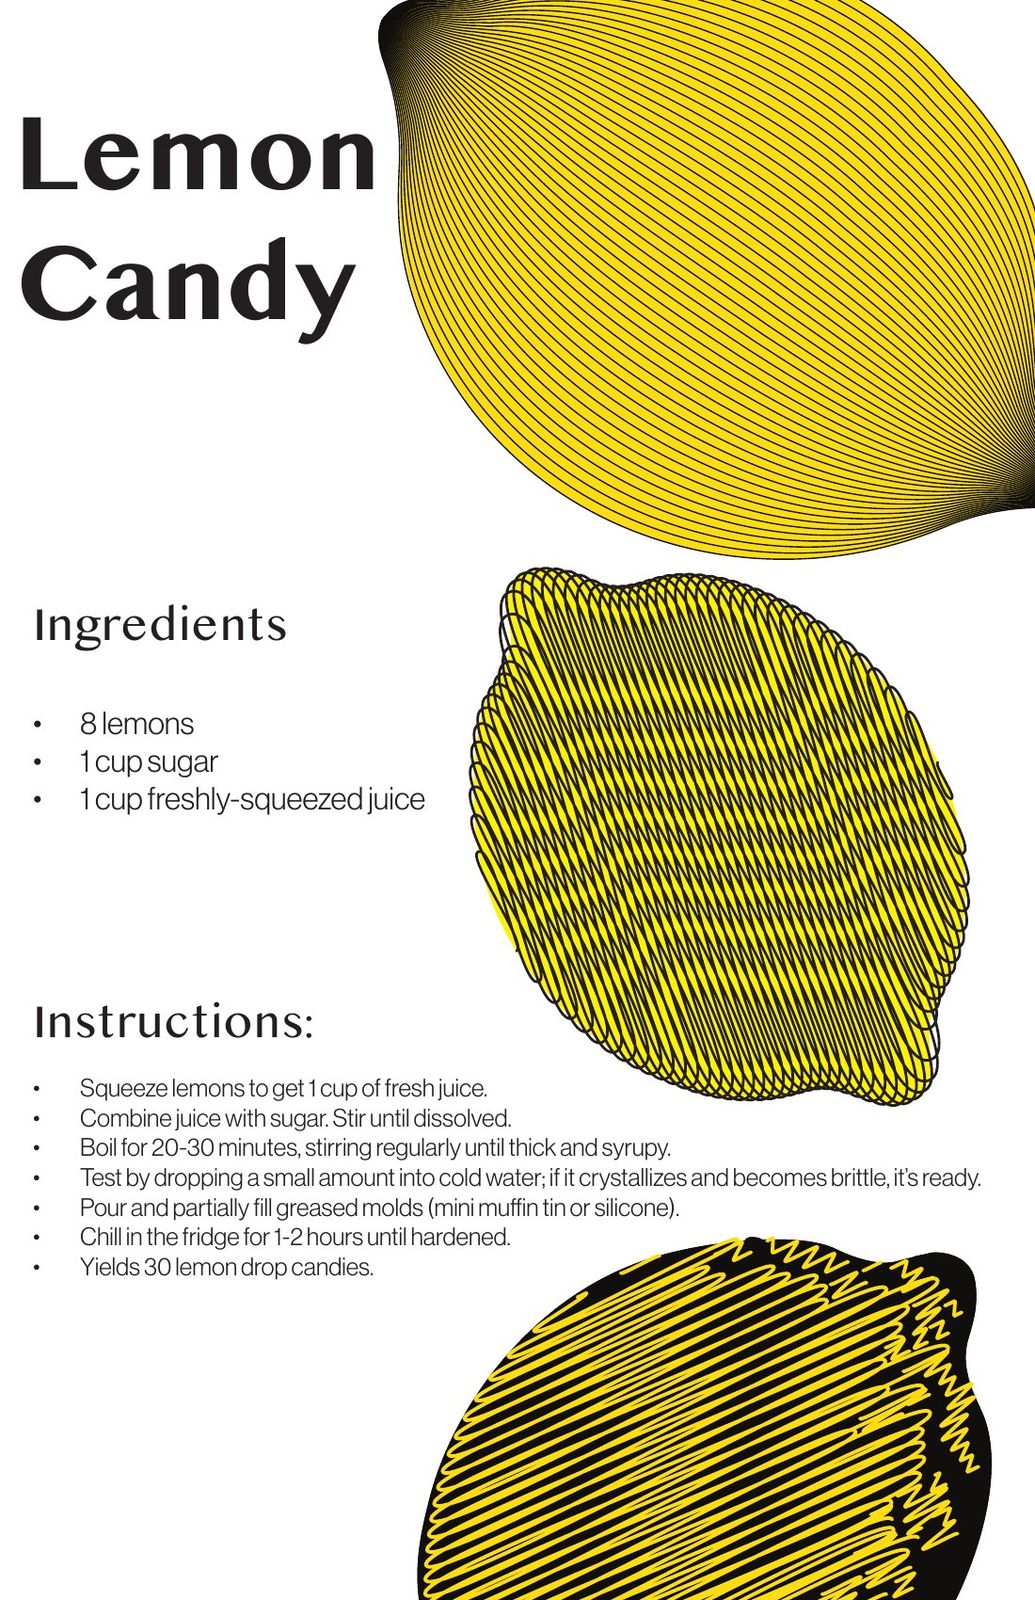 Lemon
Candy
Ingredients
• 8 lemons
• 1 cup sugar
• 1 cup freshly-squeezed juice
Instructions:
• Squeeze lemons to get 1 cup of fresh juice.
• Combine juice with sugar. Stir until dissolved.
• Boil for 20-30 minutes, stirring regularly until thick and syrupy.
• Test by dropping a small amount into cold water; if it crystallizes and becomes brittle, it's ready.
• Pour and partially fill greased molds (mini muffin tin or silicone).
• Chill in the fridge for 1-2 hours until hardened.
• Yields 30 lemon drop candies.